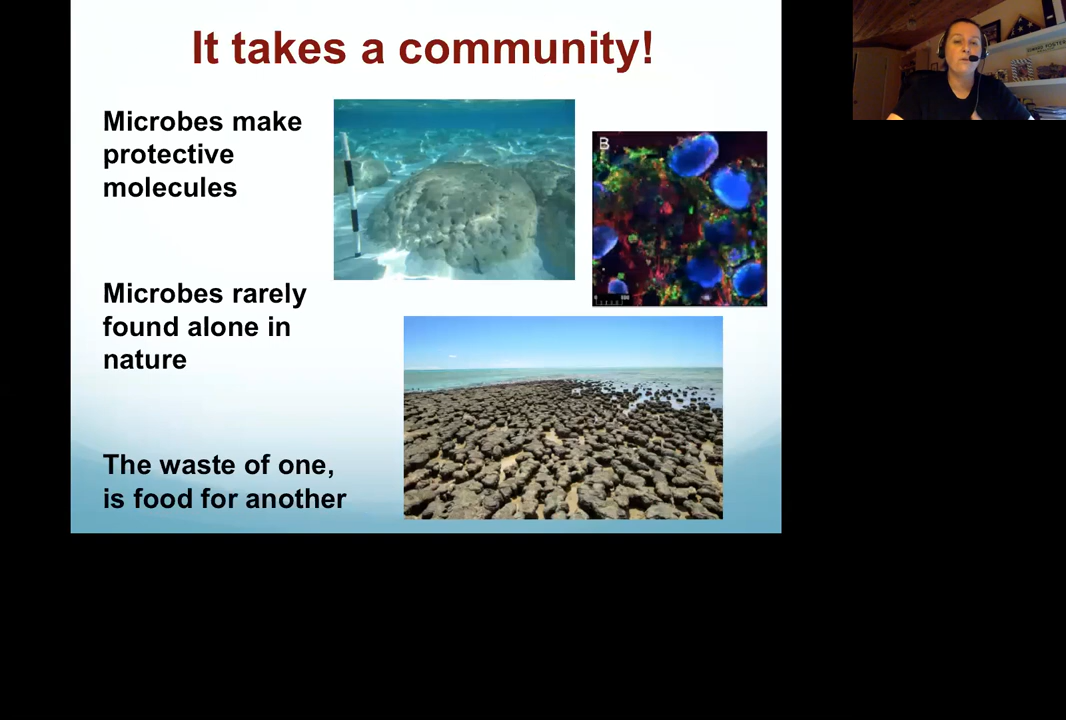 It takes a community!
Microbes make
protective
molecules
B
Microbes rarely
found alone in
nature
The waste of one,
is food for another